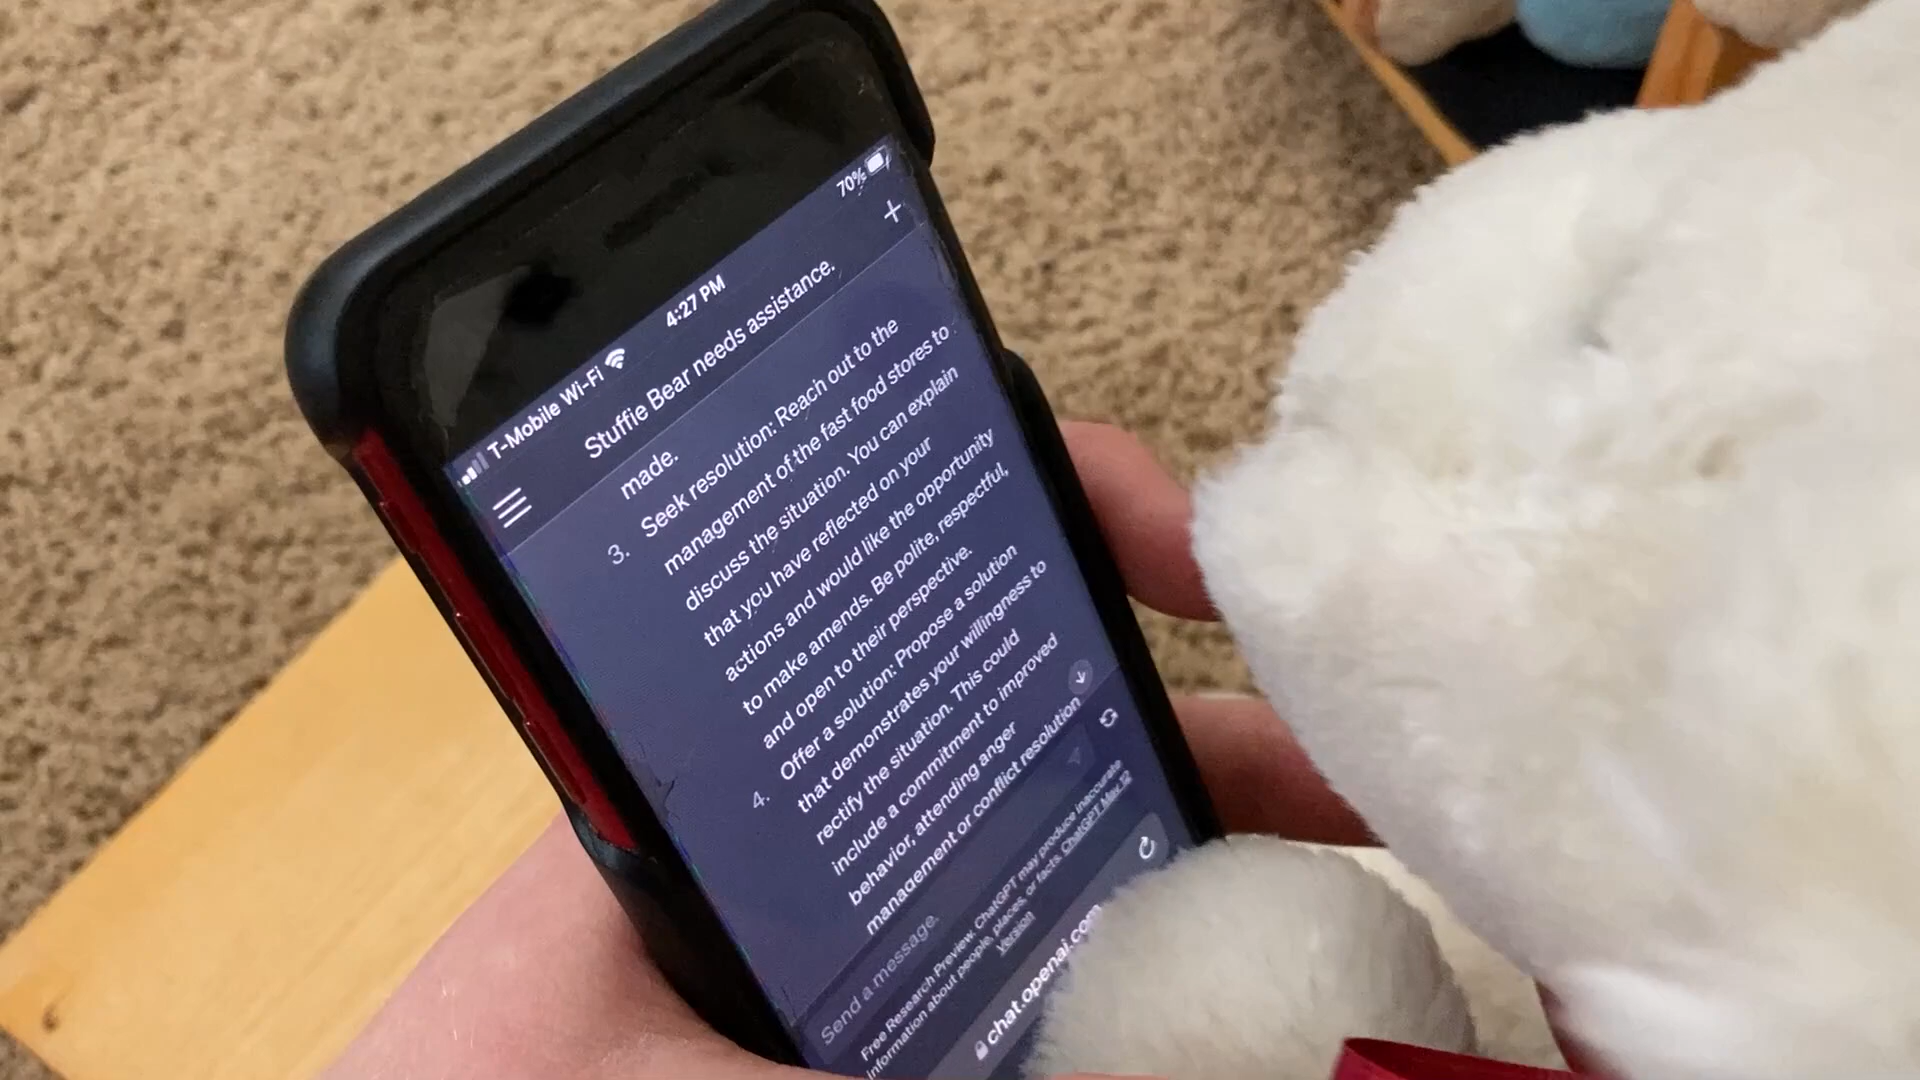 T-Mobile Wi-Fi 4:27 PM 70%
Stuffie Bear needs assistance.
made.
3. Seek resolution: Reach out to the
management of the fast food stores to
discuss the situation. You can explain
that you have reflected on your
actions and would like the opportunity
to make amends. Be polite, respectful,
and open to their perspective.
4. Offer a solution: Propose a solution
that demonstrates your willingness to
rectify the situation. This could
include a commitment to improved
behavior, attending anger
management or conflict resolution
Send a message.
Free Research Preview. ChatGPT may produce inaccurate
information about people, places, or facts. ChatGPT May 12
Version
chat.openai.com